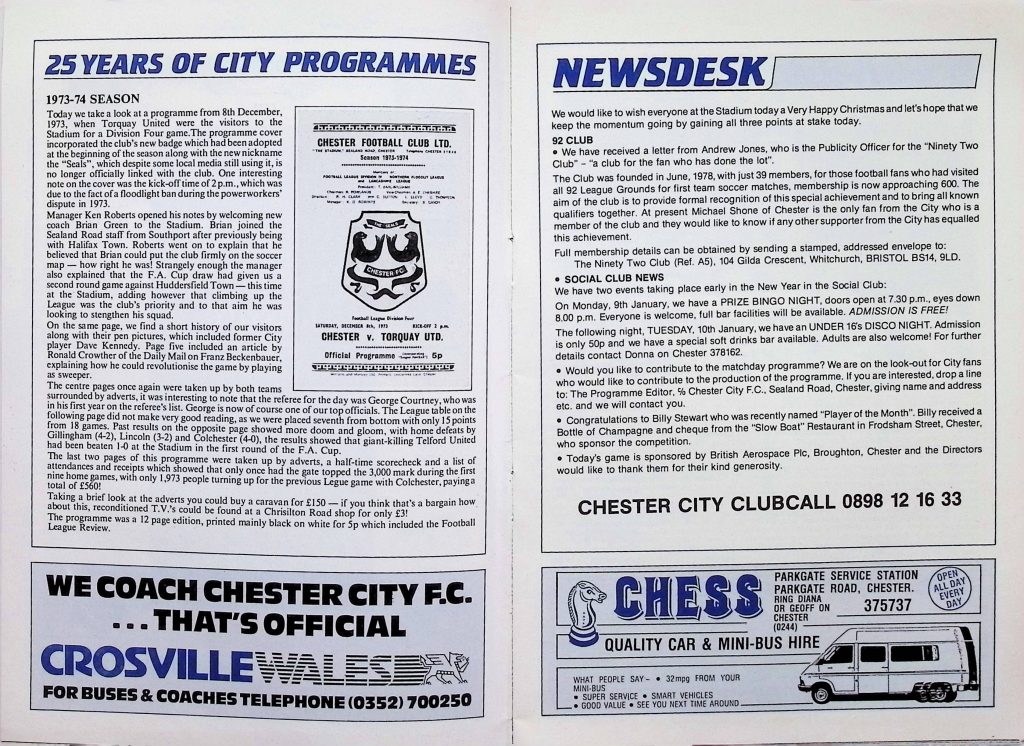 25 YEARS OF CITY PROGRAMMES
1973-74 SEASON
Today we take a look at a programme from 8th December,
1973, when Torquay United were the visitors to the
Stadium for a Division Four game.The programme cover
incorporated the club's new badge which had been adopted
at the beginning of the season along with the new nickname
the "Seals", which despite some local media still using it, is
no longer officially linked with the club. One interesting
note on the cover was the kick-off time of 2 p.m., which was
due to the fact of a floodlight ban during the powerworkers'
dispute in 1973.
Manager Ken Roberts opened his notes by welcoming new
coach Brian Green to the Stadium. Brian joined the
Sealand Road staff from Southport after previously being
with Halifax Town. Roberts went on to explain that he
believed that Brian could put the club firmly on the soccer
map — how right he was! Strangely enough the manager
also explained that the F.A. Cup draw had given us a
second round game against Huddersfield Town — this time
at the Stadium, adding however that climbing up the
League was the club's priority and to that aim he was
looking to stengthen his squad.
On the same page, we find a short history of our visitors
along with their pen pictures, which included former City
player Dave Kennedy. Page five included an article by
Ronald Crowther of the Daily Mail on Franz Beckenbauer,
explaining how he could revolutionise the game by playing
as sweeper.
The centre pages once again were taken up by both teams
surrounded by adverts, it was interesting to note that the referee for the day was George Courtney, who was
in his first year on the referee's list. George is now of course one of our top officials. The League table on the
following page did not make very good reading, as we were placed seventh from bottom with only 15 points
from 18 games. Past results on the opposite page showed more doom and gloom, with home defeats by
Gillingham (4-2), Lincoln (3-2) and Colchester (4-0), the results showed that giant-killing Telford United
had been beaten 1-0 at the Stadium in the first round of the F.A. Cup.
The last two pages of this programme were taken up by adverts, a half-time scorecheck and a list of
attendances and receipts which showed that only once had the gate topped the 3,000 mark during the first
nine home games, with only 1,973 people turning up for the previous Legue game with Colchester, paying a
total of £560!
Taking a brief look at the adverts you could buy a caravan for £150 — if you think that's a bargain how
about this, reconditioned T.V.'s could be found at a Chrisilton Road shop for only £3!
The programme was a 12 page edition, printed mainly black on white for 5p which included the Football
League Review.
CHESTER FOOTBALL CLUB LTD.
Season 1973-1974
THE SEALS
CHESTER F.C.
Football League Division Four
SATURDAY, DECEMBER 8th, 1973 KICK-OFF 2 p.m.
CHESTER v. TORQUAY UTD.
Official Programme 5p
WE COACH CHESTER CITY F.C.
...THAT'S OFFICIAL
CROSVILLE WALES
FOR BUSES & COACHES TELEPHONE (0352) 700250
NEWSDESK
We would like to wish everyone at the Stadium today a Very Happy Christmas and let's hope that we
keep the momentum going by gaining all three points at stake today.
92 CLUB
• We have received a letter from Andrew Jones, who is the Publicity Officer for the "Ninety Two
Club" – "a club for the fan who has done the lot".
The Club was founded in June, 1978, with just 39 members, for those football fans who had visited
all 92 League Grounds for first team soccer matches, membership is now approaching 600. The
aim of the club is to provide formal recognition of this special achievement and to bring all known
qualifiers together. At present Michael Shone of Chester is the only fan from the City who is a
member of the club and they would like to know if any other supporter from the City has equalled
this achievement.
Full membership details can be obtained by sending a stamped, addressed envelope to:
The Ninety Two Club (Ref. A5), 104 Gilda Crescent, Whitchurch, BRISTOL BS14, 9LD.
• SOCIAL CLUB NEWS
We have two events taking place early in the New Year in the Social Club:
On Monday, 9th January, we have a PRIZE BINGO NIGHT, doors open at 7.30 p.m., eyes down
8.00 p.m. Everyone is welcome, full bar facilities will be available. ADMISSION IS FREE!
The following night, TUESDAY, 10th January, we have an UNDER 16's DISCO NIGHT. Admission
is only 50p and we have a special soft drinks bar available. Adults are also welcome! For further
details contact Donna on Chester 378162.
• Would you like to contribute to the matchday programme? We are on the look-out for City fans
who would like to contribute to the production of the programme. If you are interested, drop a line
to: The Programme Editor, ℅ Chester City F.C., Sealand Road, Chester, giving name and address
etc. and we will contact you.
• Congratulations to Billy Stewart who was recently named "Player of the Month". Billy received a
Bottle of Champagne and cheque from the "Slow Boat" Restaurant in Frodsham Street, Chester,
who sponsor the competition.
• Today's game is sponsored by British Aerospace Plc, Broughton, Chester and the Directors
would like to thank them for their kind generosity.
CHESTER CITY CLUBCALL 0898 12 16 33
CHESS
PARKGATE SERVICE STATION
PARKGATE ROAD, CHESTER.
RING DIANA
OR GEOFF ON
CHESTER
(0244)
375737
OPEN
ALL DAY
EVERY
DAY
QUALITY CAR & MINI-BUS HIRE
WHAT PEOPLE SAY – • 32mpg FROM YOUR
MINI-BUS
• SUPER SERVICE • SMART VEHICLES
• GOOD VALUE • SEE YOU NEXT TIME AROUND